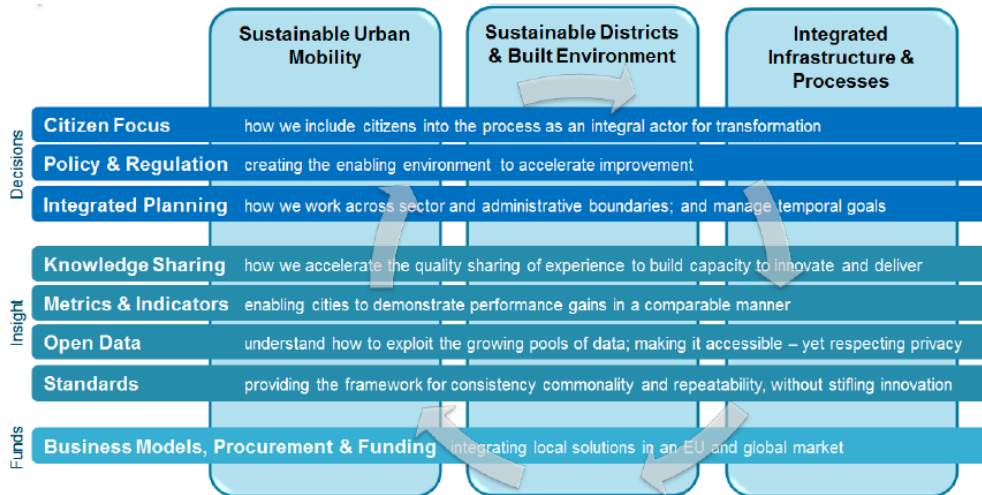 Sustainable Urban
Mobility
Sustainable Districts
& Built Environment
Integrated
Infrastructure &
Processes
Decisions
Citizen Focus how we include citizens into the process as an integral actor for transformation
Policy & Regulation creating the enabling environment to accelerate improvement
Integrated Planning how we work across sector and administrative boundaries; and manage temporal goals
Insight
Knowledge Sharing how we accelerate the quality sharing of experience to build capacity to innovate and deliver
Metrics & Indicators enabling cities to demonstrate performance gains in a comparable manner
Open Data understand how to exploit the growing pools of data; making it accessible – yet respecting privacy
Standards providing the framework for consistency commonality and repeatability, without stifling innovation
Funds
Business Models, Procurement & Funding integrating local solutions in an EU and global market